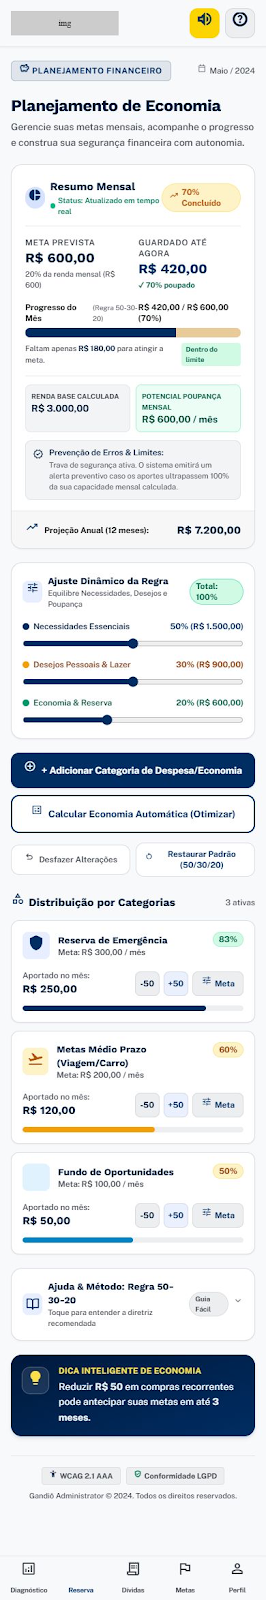 img
PLANEJAMENTO FINANCEIRO
Maio / 2024
Planejamento de Economia
Gerencie suas metas mensais, acompanhe o progresso
e construa sua segurança financeira com autonomia.
Resumo Mensal
Status: Atualizado em tempo
real
70%
Concluído
META PREVISTA
R$ 600,00
20% da renda mensal (R$
600)
GUARDADO ATÉ
AGORA
R$ 420,00
✓ 70% poupado
Progresso do
Mês
(Regra 50-30-
20)
R$ 420,00 / R$ 600,00
(70%)
Faltam apenas R$ 180,00 para atingir a
meta.
Dentro do
limite
RENDA BASE CALCULADA
R$ 3.000,00
POTENCIAL POUPANÇA
MENSAL
R$ 600,00 / mês
Prevenção de Erros & Limites:
Trava de segurança ativa. O sistema emitirá um
alerta preventivo caso os aportes ultrapassem 100%
da sua capacidade mensal calculada.
Projeção Anual (12 meses):
R$ 7.200,00
Ajuste Dinâmico da Regra
Equilibre Necessidades, Desejos e
Poupança
Total:
100%
Necessidades Essenciais
50% (R$ 1.500,00)
Desejos Pessoais & Lazer
30% (R$ 900,00)
Economia & Reserva
20% (R$ 600,00)
+ Adicionar Categoria de Despesa/Economia
Calcular Economia Automática (Otimizar)
Desfazer Alterações
Restaurar Padrão
(50/30/20)
Distribuição por Categorias
3 ativas
Reserva de Emergência
Meta: R$ 300,00 / mês
83%
Aportado no mês:
R$ 250,00
-50
+50
Meta
Metas Médio Prazo
(Viagem/Carro)
Meta: R$ 200,00 / mês
60%
Aportado no mês:
R$ 120,00
-50
+50
Meta
Fundo de Oportunidades
Meta: R$ 100,00 / mês
50%
Aportado no mês:
R$ 50,00
-50
+50
Meta
Ajuda & Método: Regra 50-
30-20
Toque para entender a diretriz
recomendada
Guia
Fácil
DICA INTELIGENTE DE ECONOMIA
Reduzir R$ 50 em compras recorrentes
pode antecipar suas metas em até 3
meses.
WCAG 2.1 AAA
Conformidade LGPD
Gandiô Administrator © 2024. Todos os direitos reservados.
Diagnóstico
Reserva
Dívidas
Metas
Perfil